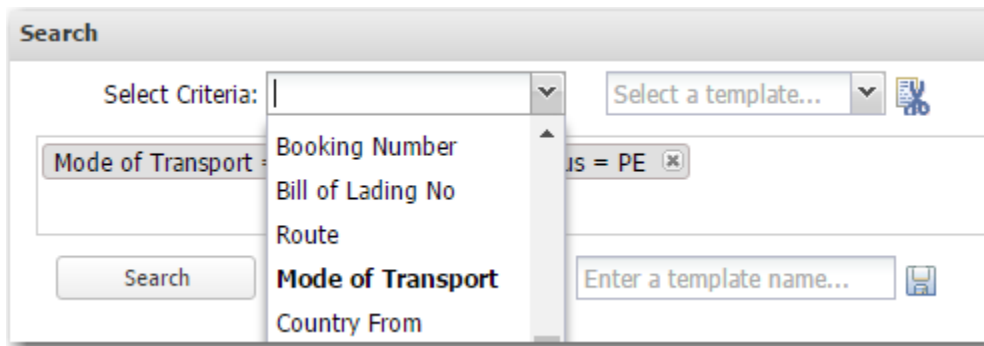 Search
Select Criteria: Select a template...
Booking Number
Mode of Transport = us = PE
Bill of Lading No
Route
Search Mode of Transport Enter a template name...
Country From